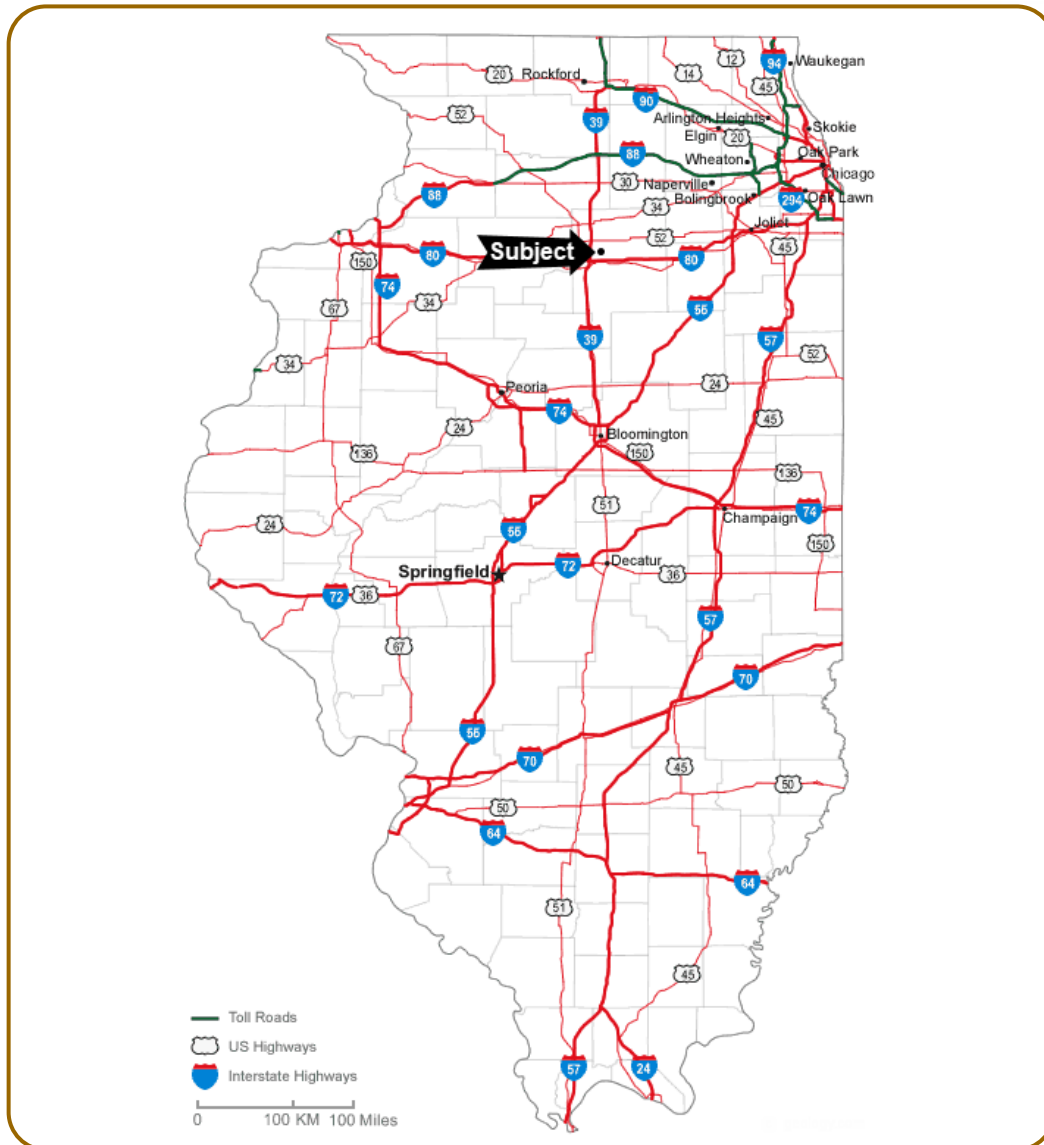 94
Waukegan
12
14
20
Rockford
45
90
52
39
Arlington Heights
Skokie
Elgin
20
88
Oak Park
Wheaton
Chicago
30
Naperville
88
Bolingbrook
294
Oak Lawn
34
Joliet
52
45
Subject
150
80
80
74
34
67
55
39
57
52
34
24
Peoria
74
45
24
Bloomington
136
150
136
51
74
Champaign
24
55
150
Decatur
72
36
Springfield
72
36
57
67
70
55
70
45
50
50
64
64
51
45
Toll Roads
US Highways
Interstate Highways
57
24
0 100 KM 100 Miles